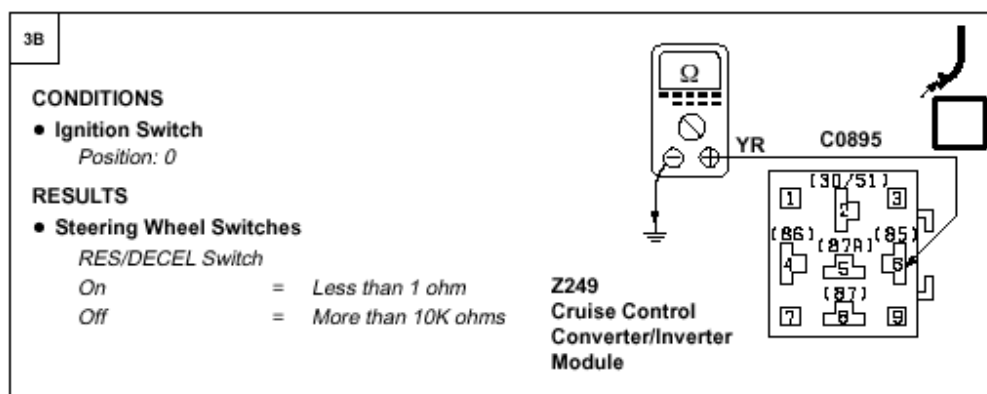 3B
CONDITIONS
● Ignition Switch
Position: 0
RESULTS
● Steering Wheel Switches
RES/DECEL Switch
On = Less than 1 ohm
Off = More than 10K ohms
Ω
YR
C0895
(30/51)
1 2 3
(86) (87A) (85)
4 5 6
(87)
7 8 9
Z249
Cruise Control
Converter/Inverter
Module